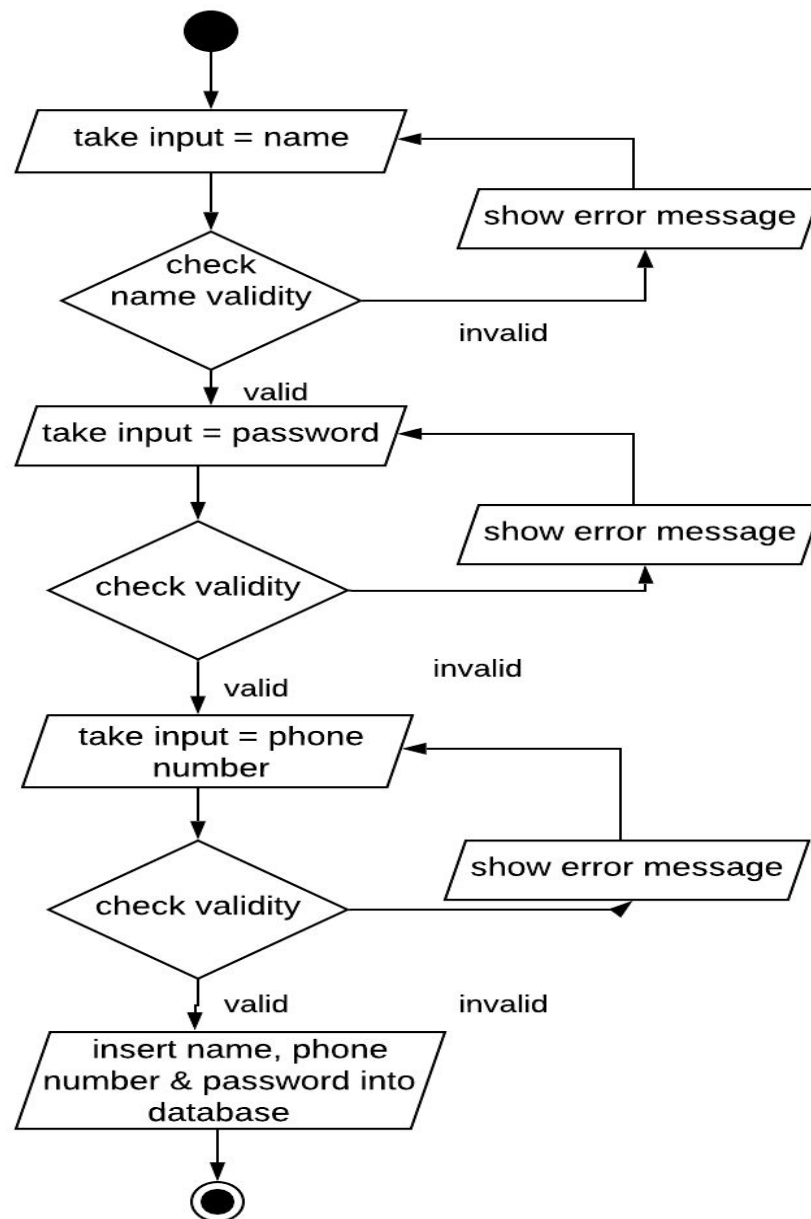 take input = name
show error message
check
name validity
invalid
valid
take input = password
show error message
check validity
invalid
valid
take input = phone
number
show error message
check validity
valid
invalid
insert name, phone
number & password into
database